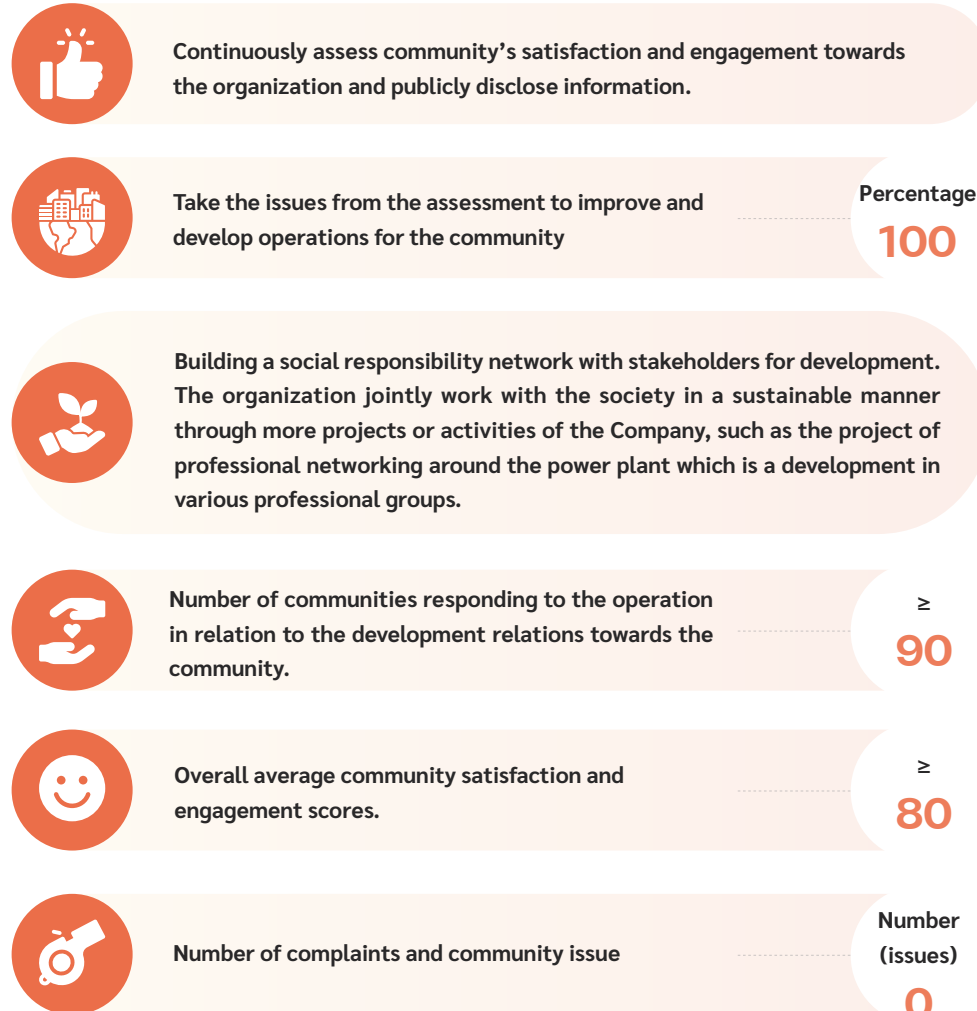 Continuously assess community's satisfaction and engagement towards
the organization and publicly disclose information.
Take the issues from the assessment to improve and
develop operations for the community
Percentage
100
Building a social responsibility network with stakeholders for development.
The organization jointly work with the society in a sustainable manner
through more projects or activities of the Company, such as the project of
professional networking around the power plant which is a development in
various professional groups.
Number of communities responding to the operation
in relation to the development relations towards the
community.
≥
90
Overall average community satisfaction and
engagement scores.
≥
80
Number of complaints and community issue
Number
(issues)
0